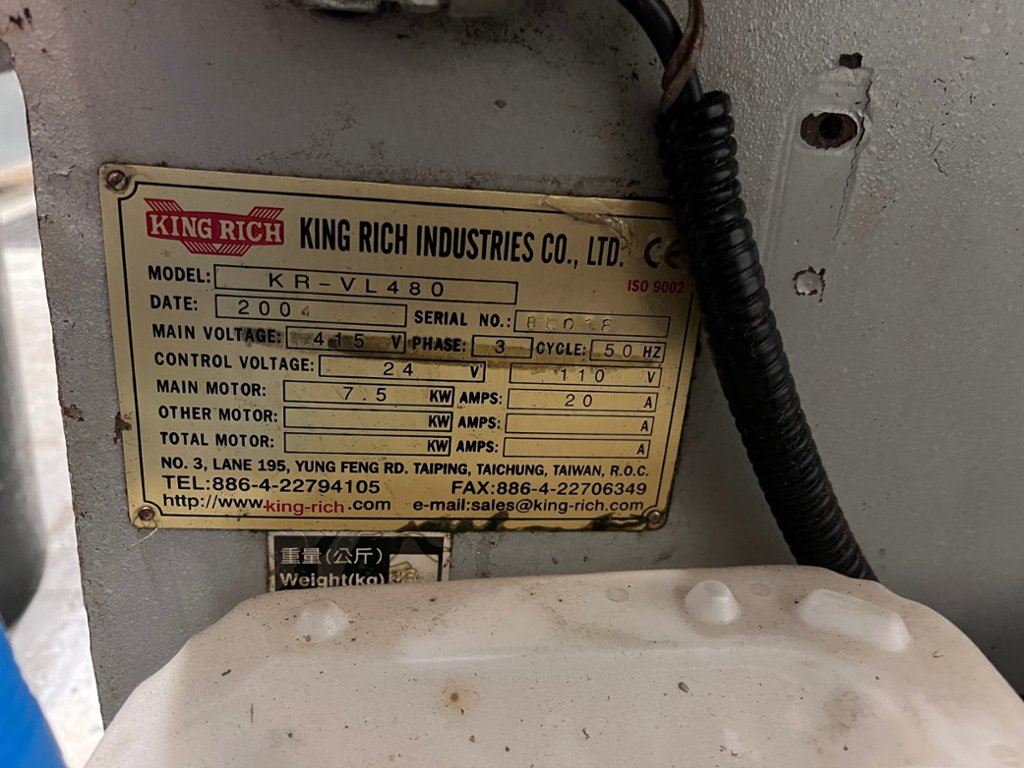 KING RICH KING RICH INDUSTRIES CO., LTD. CE
ISO 9002
MODEL: KR-VL480
DATE: 2004 SERIAL NO.:
MAIN VOLTAGE: 415 V PHASE: 3 CYCLE: 50 HZ
CONTROL VOLTAGE: 24 V 110 V
MAIN MOTOR: 7.5 KW AMPS: 20 A
OTHER MOTOR: KW AMPS: A
TOTAL MOTOR: KW AMPS: A
NO. 3, LANE 195, YUNG FENG RD. TAIPING, TAICHUNG, TAIWAN, R.O.C.
TEL:886-4-22794105 FAX:886-4-22706349
http://www.king-rich.com e-mail:sales@king-rich.com
重量(公斤)
Weight(kg)